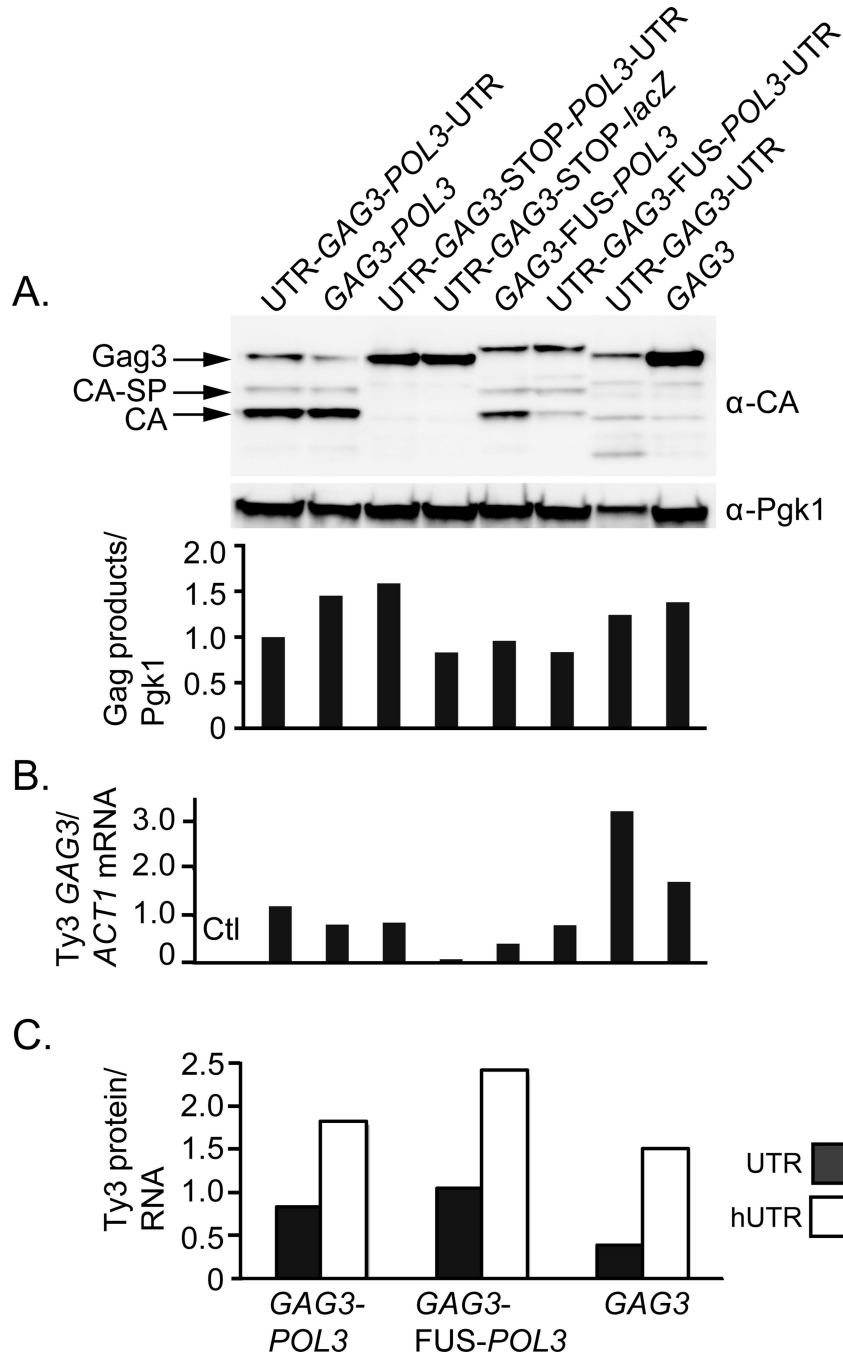 UTR-GAG3-POL3-UTR
GAG3-POL3
UTR-GAG3-STOP-POL3-UTR
UTR-GAG3-STOP-lacZ
GAG3-FUS-POL3
UTR-GAG3-FUS-POL3-UTR
UTR-GAG3-UTR
GAG3
A.
Gag3
CA-SP
CA
α-CA
α-Pgk1
Gag products/
Pgk1
2.0
1.5
1.0
0.5
0
B.
Ty3 GAG3/
ACT1 mRNA
3.0
2.0
1.0
0
Ctl
C.
Ty3 protein/
RNA
2.5
2.0
1.5
1.0
0.5
0
UTR
hUTR
GAG3-
POL3
GAG3-
FUS-POL3
GAG3